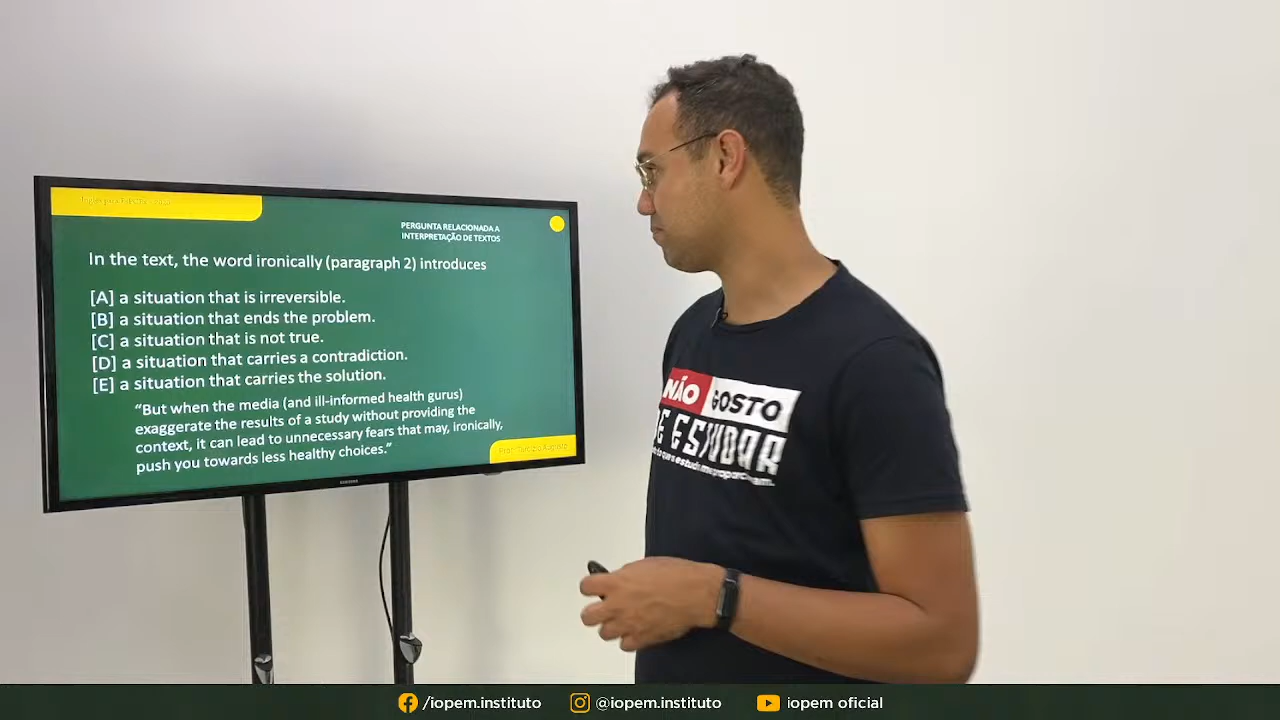 PERGUNTA RELACIONADA A
INTERPRETAÇÃO DE TEXTOS
In the text, the word ironically (paragraph 2) introduces
[A] a situation that is irreversible.
[B] a situation that ends the problem.
[C] a situation that is not true.
[D] a situation that carries a contradiction.
[E] a situation that carries the solution.
“But when the media (and ill-informed health gurus)
exaggerate the results of a study without providing the
context, it can lead to unnecessary fears that may, ironically,
push you towards less healthy choices.”
SAMSUNG
NÃO GOSTO
DE ESTUDAR
/iopem.instituto @iopem.instituto iopem oficial